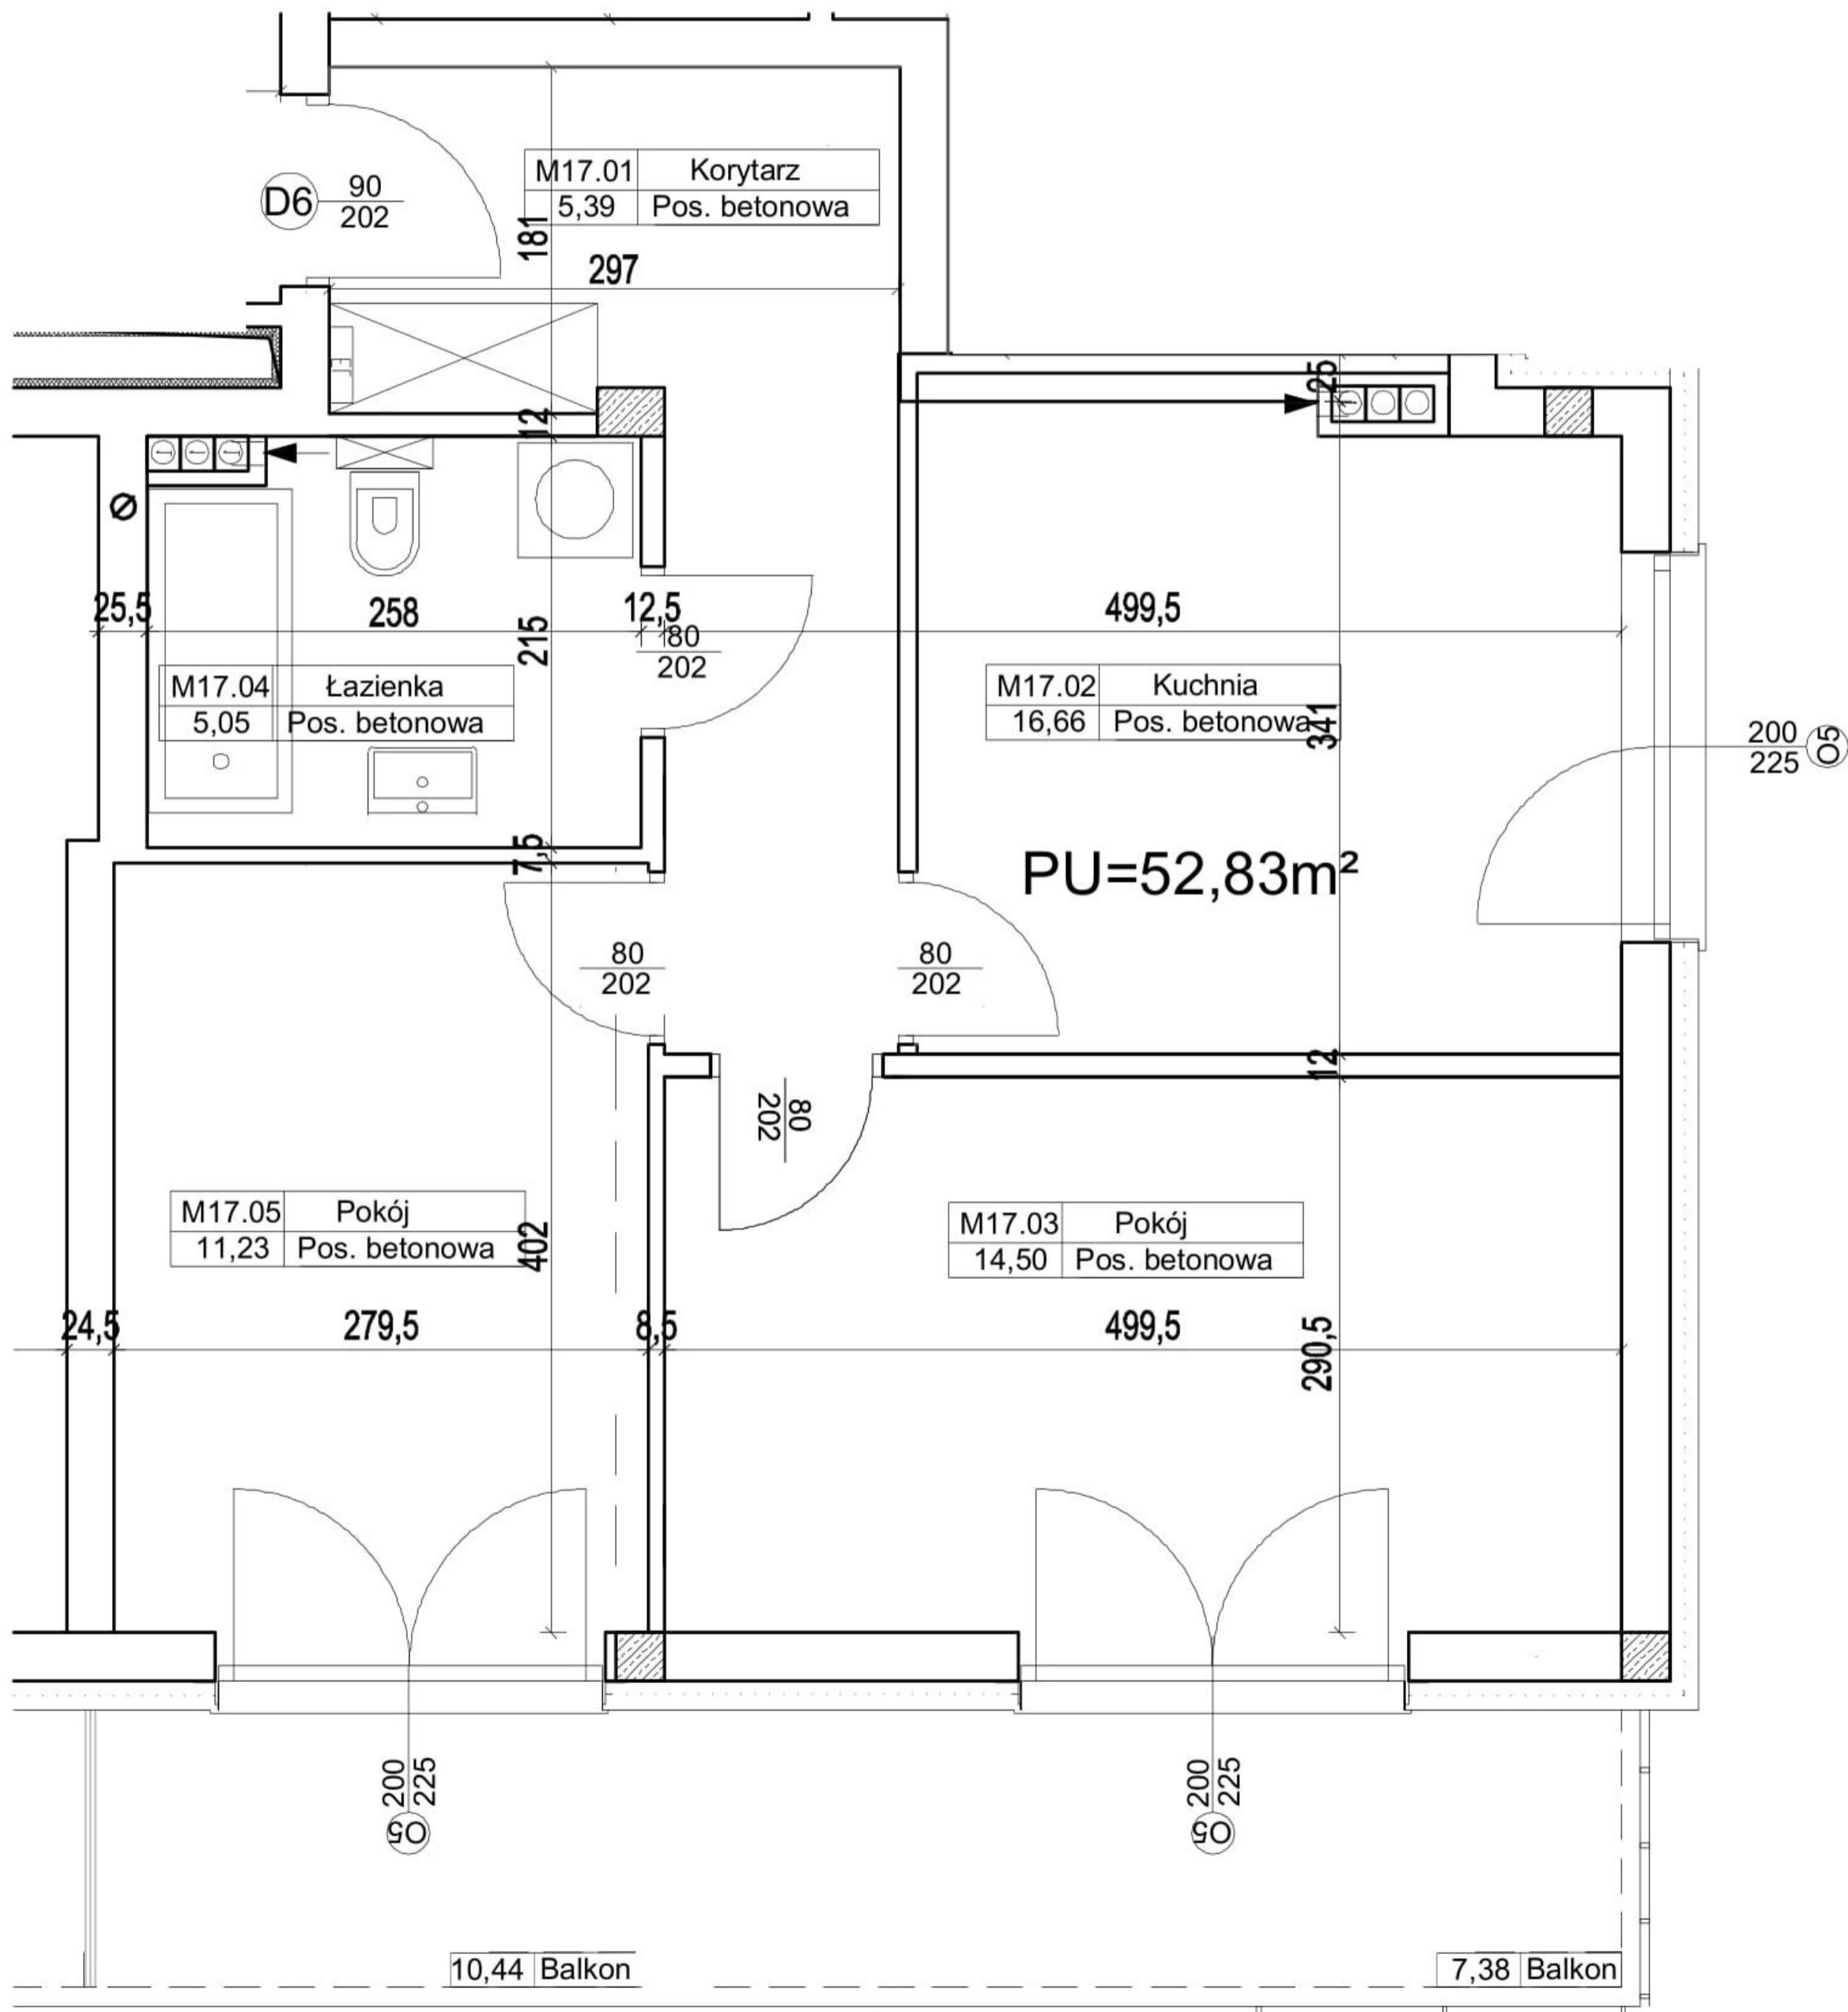 M17.01 Korytarz
5,39 Pos. betonowa
D6 90
202
181
297
12
25
Ø
25,5 258 12,5 499,5
215
80
202
M17.04 Łazienka
5,05 Pos. betonowa
M17.02 Kuchnia
16,66 Pos. betonowa
341
200
225
O5
7,5
PU=52,83m²
80
202
80
202
12
80
202
M17.05 Pokój
11,23 Pos. betonowa
402
M17.03 Pokój
14,50 Pos. betonowa
24,5 279,5 8,5 499,5
290,5
200
225
O5
200
225
O5
10,44 Balkon
7,38 Balkon